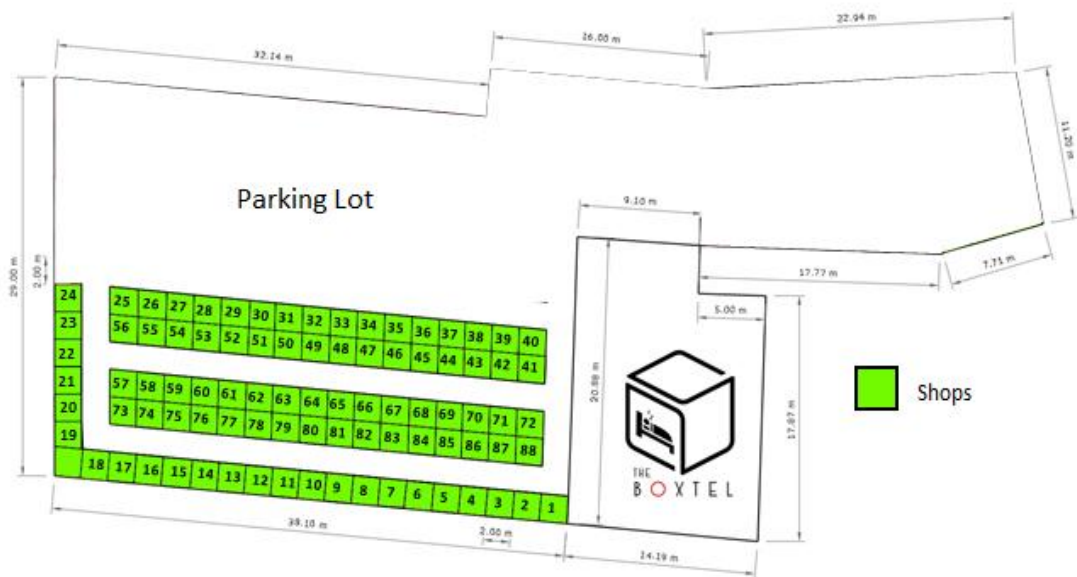 22.94 m
16.00 m
32.14 m
11.20 m
Parking Lot
9.10 m
29.00 m
2.00 m
7.71 m
17.77 m
5.00 m
24
25 26 27 28 29 30 31 32 33 34 35 36 37 38 39 40
23
56 55 54 53 52 51 50 49 48 47 46 45 44 43 42 41
22
21
57 58 59 60 61 62 63 64 65 66 67 68 69 70 71 72
20
73 74 75 76 77 78 79 80 81 82 83 84 85 86 87 88
19
18 17 16 15 14 13 12 11 10 9 8 7 6 5 4 3 2 1
20.98 m
17.87 m
Shops
THE
BOXTEL
38.10 m
2.00 m
14.19 m